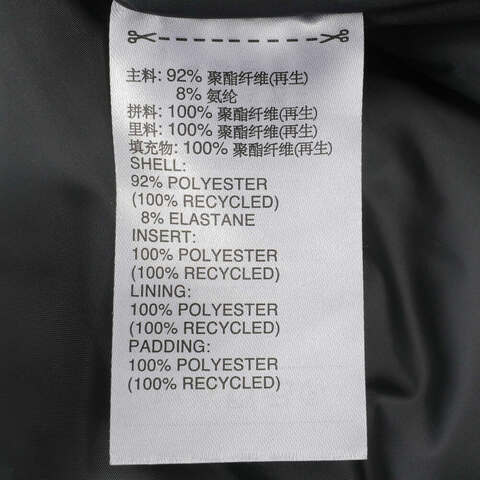 主料: 92% 聚酯纤维(再生)
8% 氨纶
拼料: 100% 聚酯纤维(再生)
里料: 100% 聚酯纤维(再生)
填充物: 100% 聚酯纤维(再生)
SHELL:
92% POLYESTER
(100% RECYCLED)
8% ELASTANE
INSERT:
100% POLYESTER
(100% RECYCLED)
LINING:
100% POLYESTER
(100% RECYCLED)
PADDING:
100% POLYESTER
(100% RECYCLED)